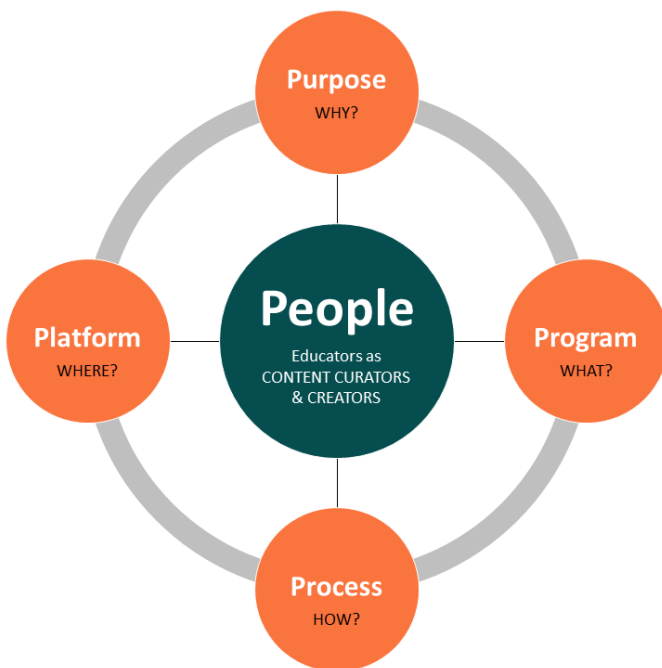 Purpose
WHY?
People
Educators as
CONTENT CURATORS
& CREATORS
Platform
WHERE?
Program
WHAT?
Process
HOW?